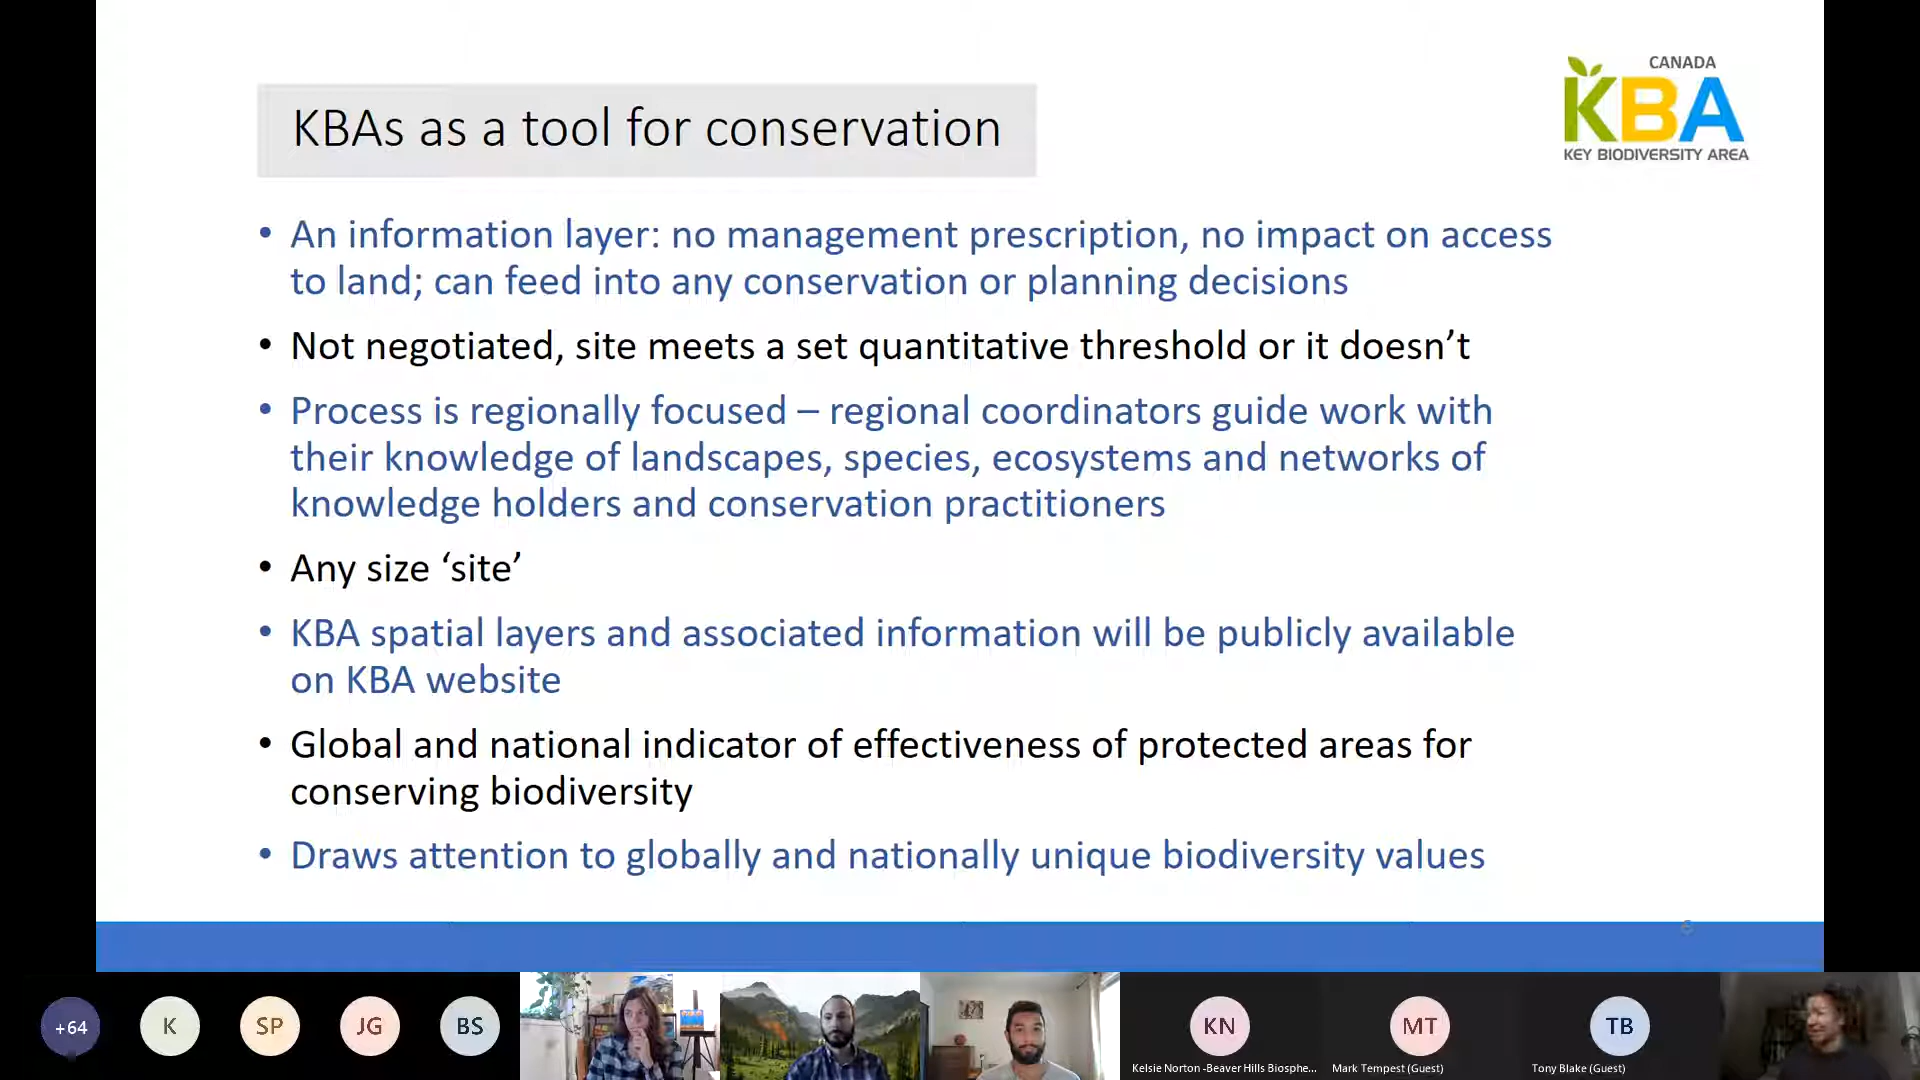 CANADA
KBA
KEY BIODIVERSITY AREA
KBAs as a tool for conservation
• An information layer: no management prescription, no impact on access
to land; can feed into any conservation or planning decisions
• Not negotiated, site meets a set quantitative threshold or it doesn’t
• Process is regionally focused – regional coordinators guide work with
their knowledge of landscapes, species, ecosystems and networks of
knowledge holders and conservation practitioners
• Any size ‘site’
• KBA spatial layers and associated information will be publicly available
on KBA website
• Global and national indicator of effectiveness of protected areas for
conserving biodiversity
• Draws attention to globally and nationally unique biodiversity values
+64
K
SP
JG
BS
KN
MT
TB
Kelsie Norton -Beaver Hills Biosphe...
Mark Tempest (Guest)
Tony Blake (Guest)